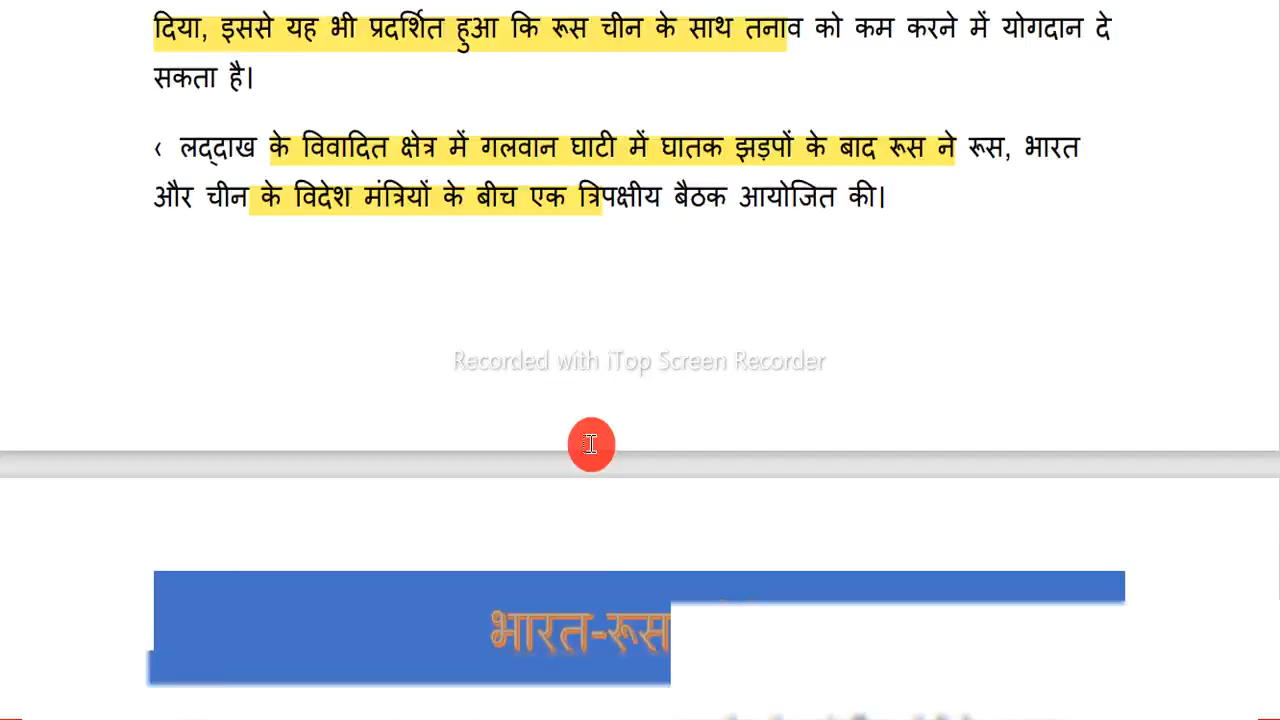 दिया, इससे यह भी प्रदर्शित हुआ कि रूस चीन के साथ तनाव को कम करने में योगदान दे
सकता है।
‹ लद्दाख के विवादित क्षेत्र में गलवान घाटी में घातक झड़पों के बाद रूस ने रूस, भारत
और चीन के विदेश मंत्रियों के बीच एक त्रिपक्षीय बैठक आयोजित की।
Recorded with iTop Screen Recorder
भारत-रूस